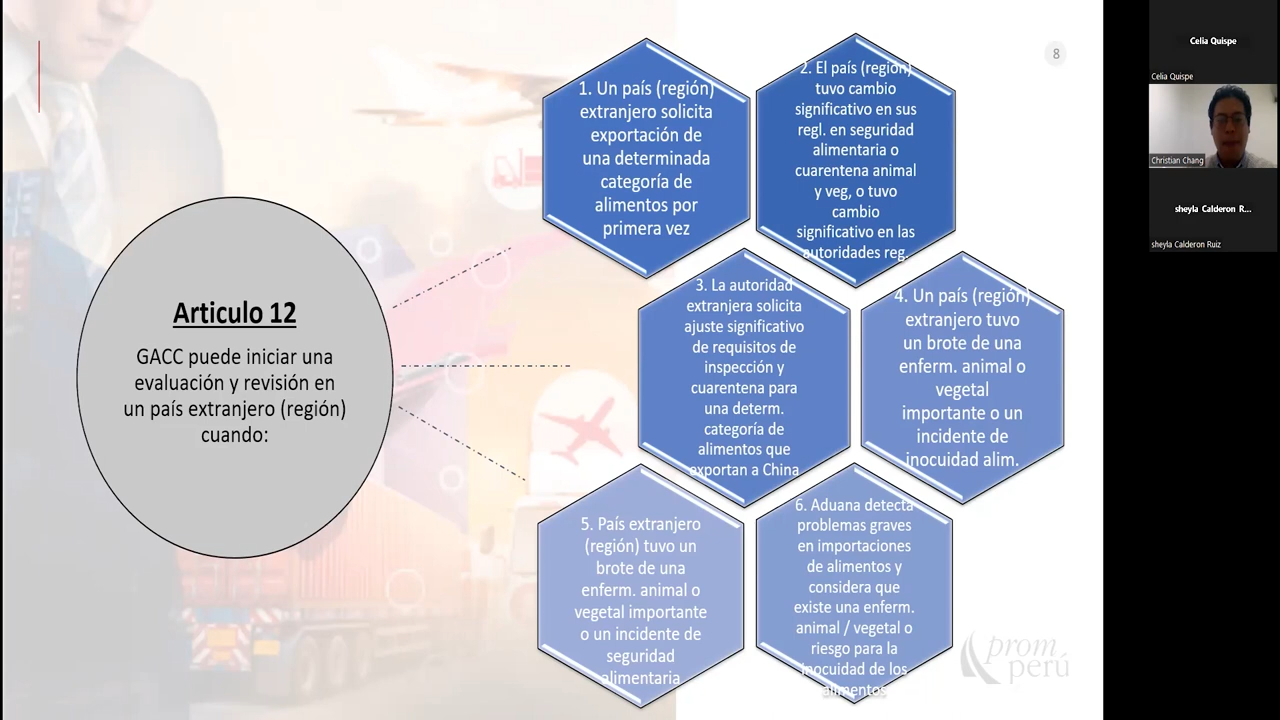 8
Articulo 12
GACC puede iniciar una
evaluación y revisión en
un país extranjero (región)
cuando:
1. Un país (región)
extranjero solicita
exportación de
una determinada
categoría de
alimentos por
primera vez
2. El país (región)
tuvo cambio
significativo en sus
regl. en seguridad
alimentaria o
cuarentena animal
y veg, o tuvo
cambio
significativo en las
autoridades reg.
3. La autoridad
extranjera solicita
ajuste significativo
de requisitos de
inspección y
cuarentena para
una determ.
categoría de
alimentos que
exportan a China
4. Un país (región)
extranjero tuvo
un brote de una
enferm. animal o
vegetal
importante o un
incidente de
inocuidad alim.
5. País extranjero
(región) tuvo un
brote de una
enferm. animal o
vegetal importante
o un incidente de
seguridad
alimentaria
6. Aduana detecta
problemas graves
en importaciones
de alimentos y
considera que
existe una enferm.
animal / vegetal o
riesgo para la
inocuidad de los
alimentos
prom
perú
Celia Quispe
Celia Quispe
Christian Chang
sheyla Calderon R...
sheyla Calderon Ruiz